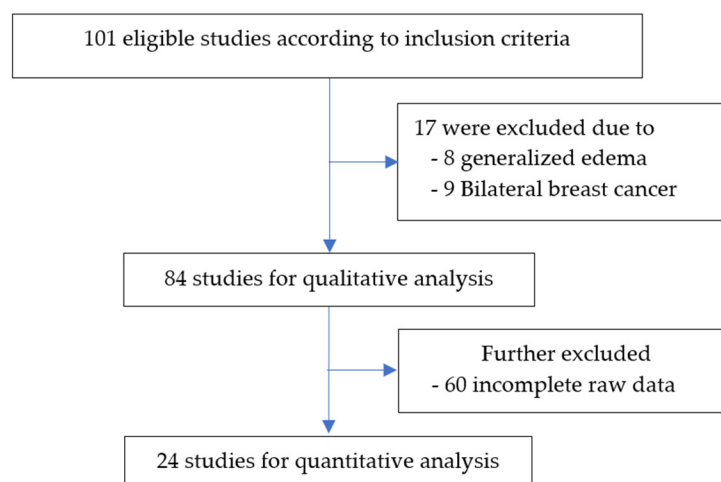 101 eligible studies according to inclusion criteria
17 were excluded due to
- 8 generalized edema
- 9 Bilateral breast cancer
84 studies for qualitative analysis
Further excluded
- 60 incomplete raw data
24 studies for quantitative analysis